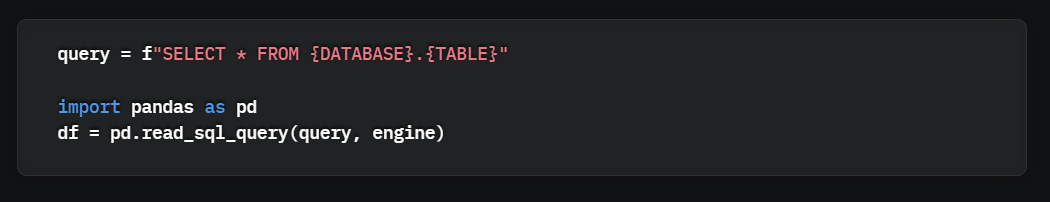 query = f"SELECT * FROM {DATABASE}.{TABLE}"
import pandas as pd
df = pd.read_sql_query(query, engine)